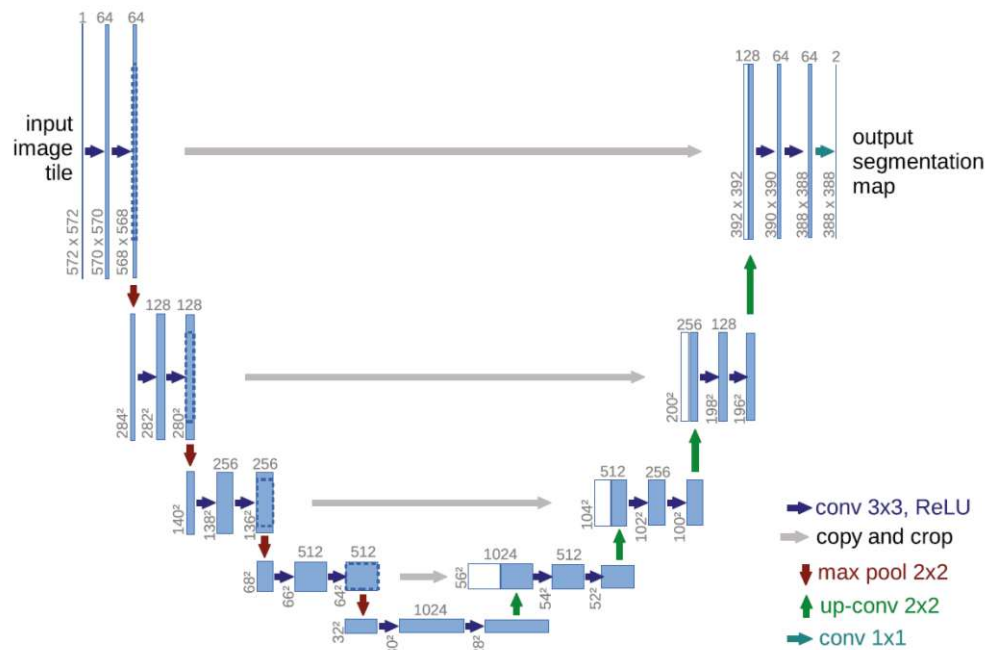 1 64 64
128 64 64 2
input
image
tile
output
segmentation
map
572 x 572
570 x 570
568 x 568
392 x 392
390 x 390
388 x 388
388 x 388
128 128
256 128
284²
282²
280²
200²
198²
196²
256 256
512 256
140²
138²
136²
104²
102²
100²
512 512
1024 512
68²
66²
64²
56²
54²
52²
1024
32²
conv 3x3, ReLU
copy and crop
max pool 2x2
up-conv 2x2
conv 1x1